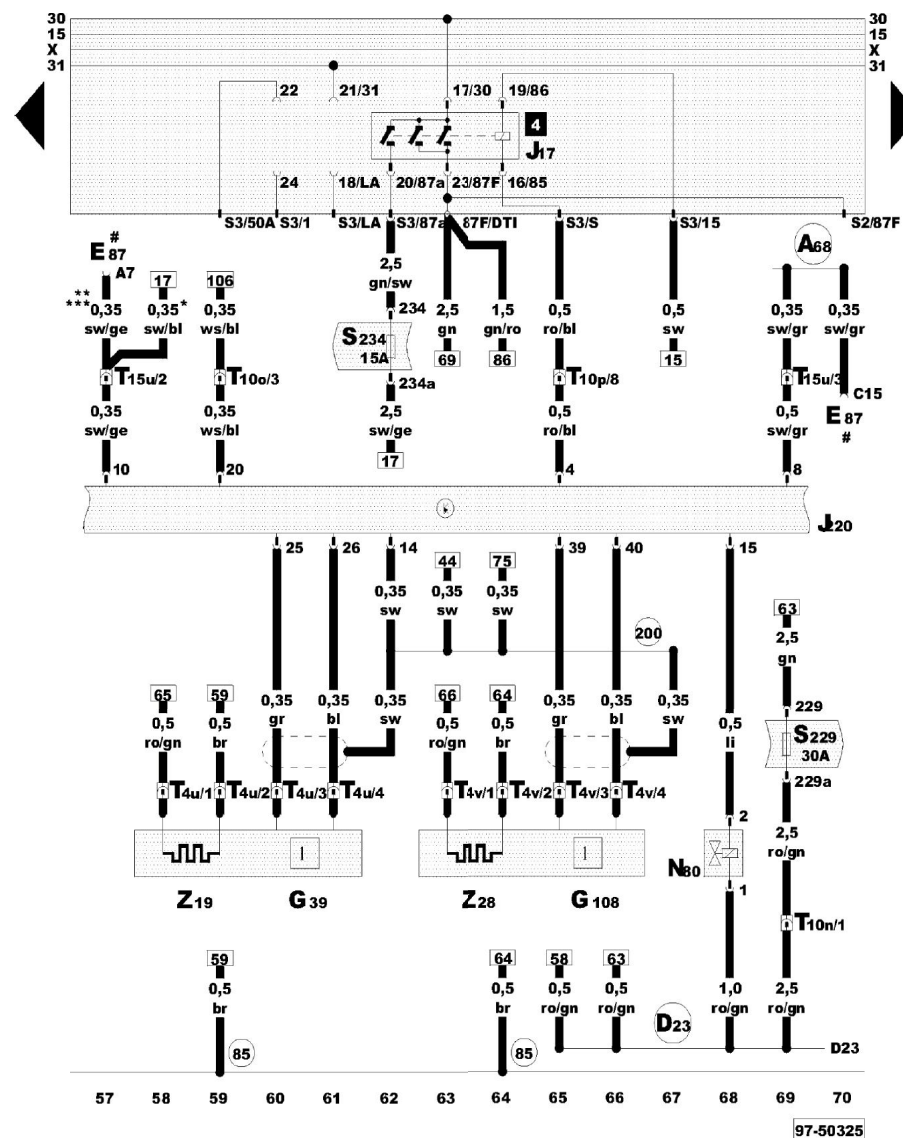 30 30
15 15
X X
31 31
22 21/31 17/30 19/86
4
J17
24 18/LA 20/87a 23/87F 16/85
S3/50A S3/1 S3/LA S3/87a 87F/DTI S3/S S3/15 S2/87F
#
E87 A7
A68
17 106
2,5
gn/sw
** *** 0,35 0,35 * 0,35 234 2,5 1,5 0,5 0,5 0,35 0,35
sw/ge sw/bl ws/bl gn gn/ro ro/bl sw sw/gr sw/gr
S234
15A
69 86 15
T15u/2 T10o/3 234a T10p/8 T15u/3 C15
0,35 0,35 2,5 0,5 0,5 E87
sw/ge ws/bl sw/ge ro/bl sw/gr #
17
10 20 4 8
J220
25 26 14 39 40 15
44 75
0,35 0,35 0,35
sw sw sw
63
2,5
gn
200
65 59 66 64
0,35 0,35 0,35 0,35 0,35 0,35
gr bl sw gr bl sw
229
0,5 0,5 0,5 0,5 0,5
ro/gn br ro/gn br li
S229
30A
T4u/1 T4u/2 T4u/3 T4u/4 T4v/1 T4v/2 T4v/3 T4v/4 229a
2
2,5
ro/gn
I I
N80
1
Z19 G39 Z28 G108
T10n/1
59 64 58 63
0,5 0,5 0,5 0,5 1,0 2,5
br br ro/gn ro/gn ro/gn ro/gn
D23
85 85 D23
57 58 59 60 61 62 63 64 65 66 67 68 69 70
97-50325